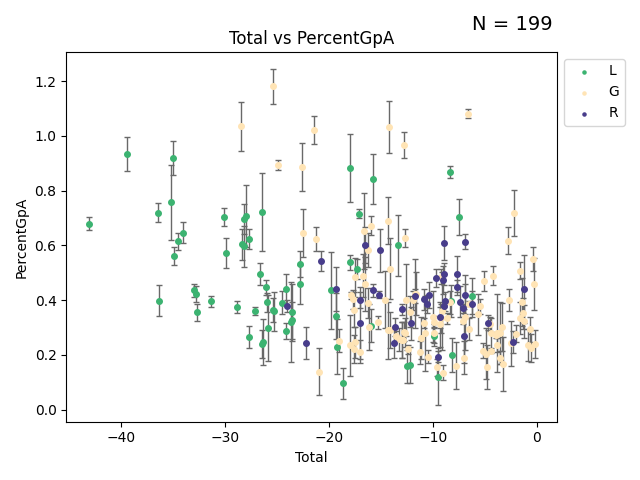 N = 199
Total vs PercentGpA
L
G
R
PercentGpA
1.2
1.0
0.8
0.6
0.4
0.2
0.0
−40
−30
−20
−10
0
Total